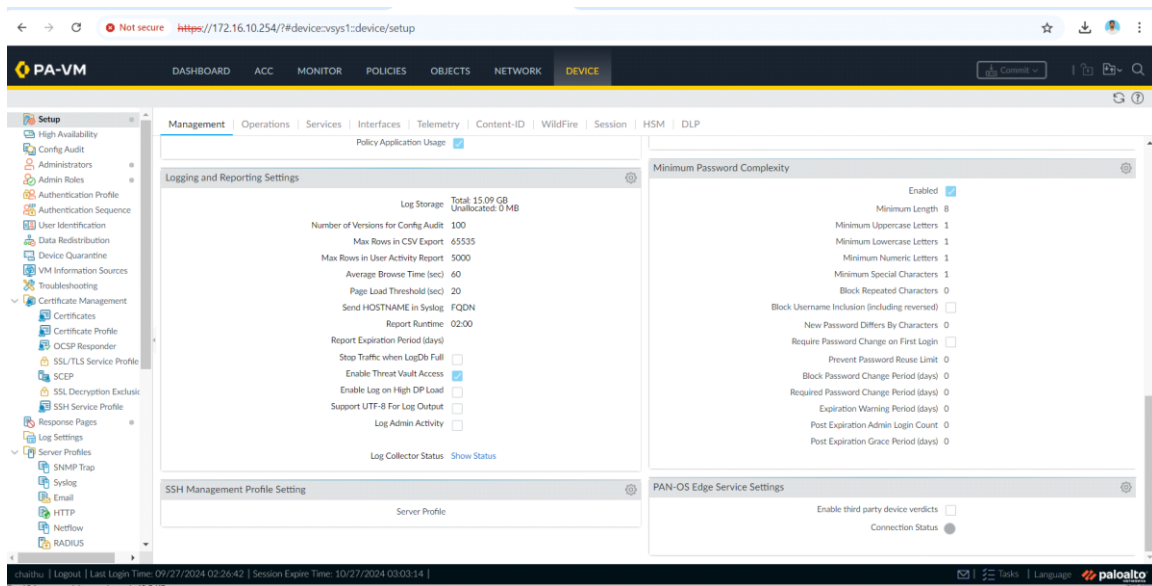 Not secure https://172.16.10.254/?#device::vsys1::device/setup
PA-VM DASHBOARD ACC MONITOR POLICIES OBJECTS NETWORK DEVICE Commit
Setup
High Availability
Config Audit
Administrators
Admin Roles
Authentication Profile
Authentication Sequence
User Identification
Data Redistribution
Device Quarantine
VM Information Sources
Troubleshooting
Certificate Management
Certificates
Certificate Profile
OCSP Responder
SSL/TLS Service Profile
SCEP
SSL Decryption Exclusio
SSH Service Profile
Response Pages
Log Settings
Server Profiles
SNMP Trap
Syslog
Email
HTTP
Netflow
RADIUS
Management Operations Services Interfaces Telemetry Content-ID WildFire Session HSM DLP
Policy Application Usage
Logging and Reporting Settings
Log Storage Total: 15.09 GB
Unallocated: 0 MB
Number of Versions for Config Audit 100
Max Rows in CSV Export 65535
Max Rows in User Activity Report 5000
Average Browse Time (sec) 60
Page Load Threshold (sec) 20
Send HOSTNAME in Syslog FQDN
Report Runtime 02:00
Report Expiration Period (days)
Stop Traffic when LogDb Full
Enable Threat Vault Access
Enable Log on High DP Load
Support UTF-8 For Log Output
Log Admin Activity
Log Collector Status Show Status
SSH Management Profile Setting
Server Profile
Minimum Password Complexity
Enabled
Minimum Length 8
Minimum Uppercase Letters 1
Minimum Lowercase Letters 1
Minimum Numeric Letters 1
Minimum Special Characters 1
Block Repeated Characters 0
Block Username Inclusion (including reversed)
New Password Differs By Characters 0
Require Password Change on First Login
Prevent Password Reuse Limit 0
Block Password Change Period (days) 0
Required Password Change Period (days) 0
Expiration Warning Period (days) 0
Post Expiration Admin Login Count 0
Post Expiration Grace Period (days) 0
PAN-OS Edge Service Settings
Enable third party device verdicts
Connection Status
chaithu | Logout | Last Login Time: 09/27/2024 02:26:42 | Session Expire Time: 10/27/2024 03:03:14 | Tasks | Language paloalto